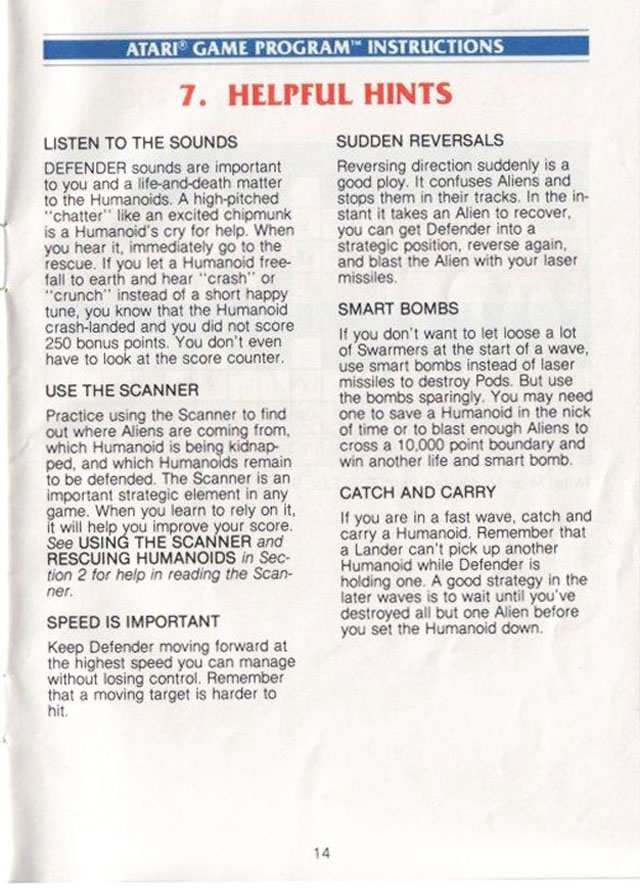 ATARI® GAME PROGRAM™ INSTRUCTIONS
7. HELPFUL HINTS
LISTEN TO THE SOUNDS
DEFENDER sounds are important
to you and a life-and-death matter
to the Humanoids. A high-pitched
"chatter" like an excited chipmunk
is a Humanoid's cry for help. When
you hear it, immediately go to the
rescue. If you let a Humanoid free-
fall to earth and hear "crash" or
"crunch" instead of a short happy
tune, you know that the Humanoid
crash-landed and you did not score
250 bonus points. You don't even
have to look at the score counter.
USE THE SCANNER
Practice using the Scanner to find
out where Aliens are coming from,
which Humanoid is being kidnap-
ped, and which Humanoids remain
to be defended. The Scanner is an
important strategic element in any
game. When you learn to rely on it,
it will help you improve your score.
See USING THE SCANNER and
RESCUING HUMANOIDS in Sec-
tion 2 for help in reading the Scan-
ner.
SPEED IS IMPORTANT
Keep Defender moving forward at
the highest speed you can manage
without losing control. Remember
that a moving target is harder to
hit.
SUDDEN REVERSALS
Reversing direction suddenly is a
good ploy. It confuses Aliens and
stops them in their tracks. In the in-
stant it takes an Alien to recover,
you can get Defender into a
strategic position, reverse again,
and blast the Alien with your laser
missiles.
SMART BOMBS
If you don't want to let loose a lot
of Swarmers at the start of a wave,
use smart bombs instead of laser
missiles to destroy Pods. But use
the bombs sparingly. You may need
one to save a Humanoid in the nick
of time or to blast enough Aliens to
cross a 10,000 point boundary and
win another life and smart bomb.
CATCH AND CARRY
If you are in a fast wave, catch and
carry a Humanoid. Remember that
a Lander can't pick up another
Humanoid while Defender is
holding one. A good strategy in the
later waves is to wait until you've
destroyed all but one Alien before
you set the Humanoid down.
14